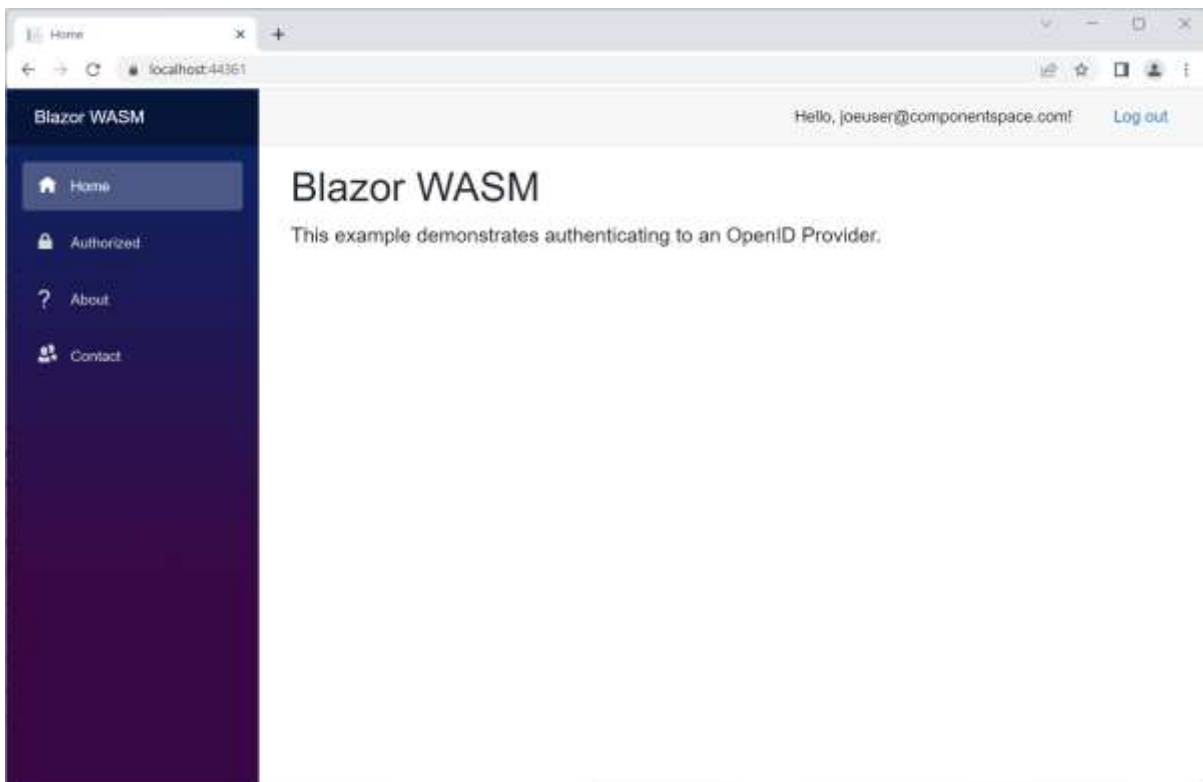 Home
localhost:44361
Blazor WASM
Hello, joeuser@componentspace.com! Log out
Home
Authorized
About
Contact
Blazor WASM
This example demonstrates authenticating to an OpenID Provider.